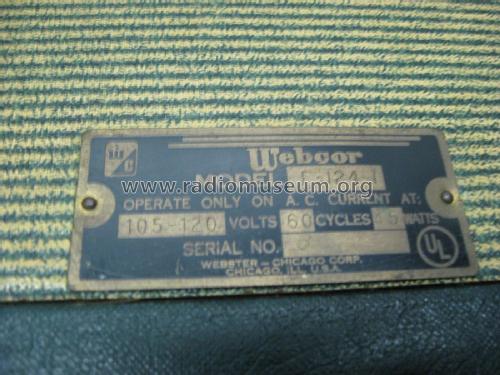 Webcor
MODEL
www.radiomuseum.org
OPERATE ONLY ON A.C. CURRENT AT:
105-120 VOLTS 60 CYCLES WATTS
SERIAL NO.
WEBSTER - CHICAGO CORP.
CHICAGO, ILL. U.S.A.
UL